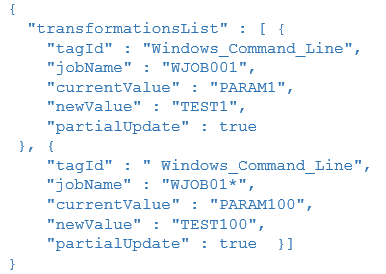 {
  "transformationsList" : [ {
    "tagId" : "Windows_Command_Line",
    "jobName" : "WJOB001",
    "currentValue" : "PARAM1",
    "newValue" : "TEST1",
    "partialUpdate" : true
 }, {
    "tagId" : " Windows_Command_Line",
    "jobName" : "WJOB01*",
    "currentValue" : "PARAM100",
    "newValue" : "TEST100",
    "partialUpdate" : true  }]
}